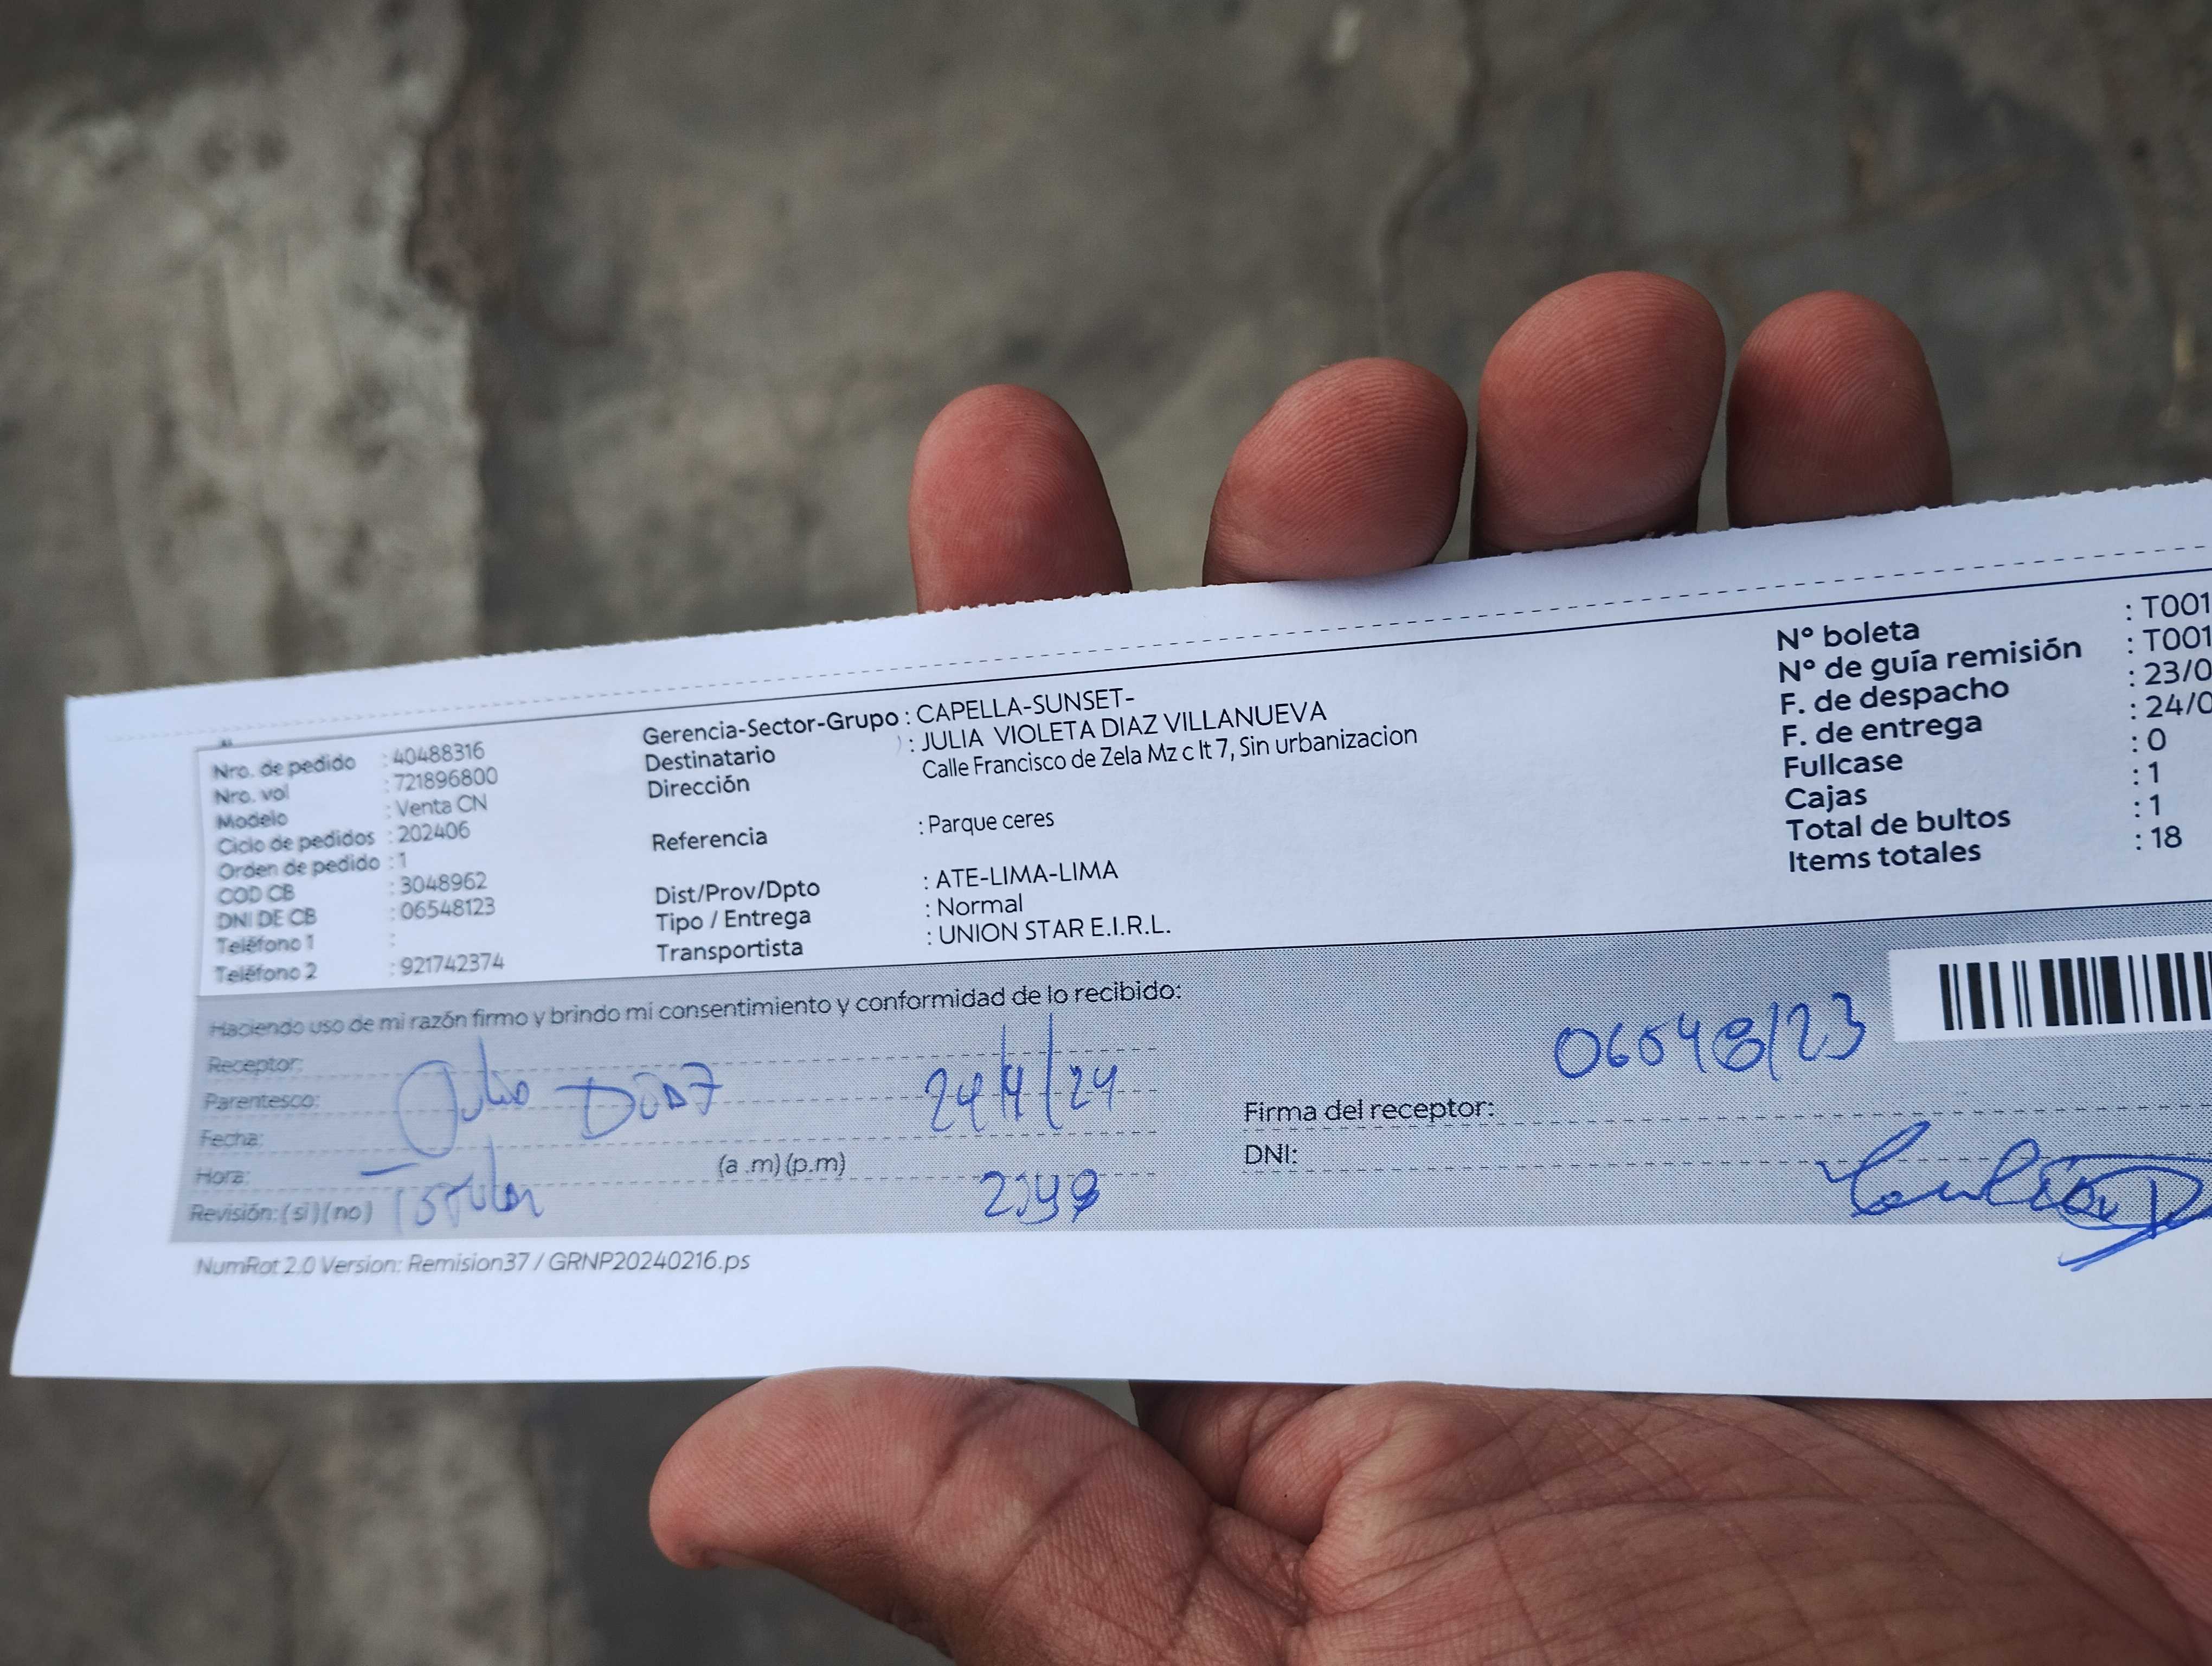 Nro. de pedido : 40488316
Nro. vol : 721896800
Modelo : Venta CN
Ciclo de pedidos : 202406
Orden de pedido : 1
COD CB : 3048962
DNI DE CB : 06548123
Teléfono 1 :
Teléfono 2 : 921742374
Gerencia-Sector-Grupo : CAPELLA-SUNSET-
Destinatario : JULIA VIOLETA DIAZ VILLANUEVA
Dirección Calle Francisco de Zela Mz c lt 7, Sin urbanizacion
Referencia : Parque ceres
Dist/Prov/Dpto : ATE-LIMA-LIMA
Tipo / Entrega : Normal
Transportista : UNION STAR E.I.R.L.
N° boleta : T001
N° de guía remisión : T001
F. de despacho : 23/0
F. de entrega : 24/0
Fullcase : 0
Cajas : 1
Total de bultos : 1
Items totales : 18
Haciendo uso de mi razón firmo y brindo mi consentimiento y conformidad de lo recibido:
Receptor:
Parentesco:
Fecha:
Hora: (a .m) (p.m)
Revisión: ( si ) ( no )
24/4/24
06548123
Firma del receptor:
DNI:
NumRot 2.0 Version: Remision37 / GRNP20240216.ps